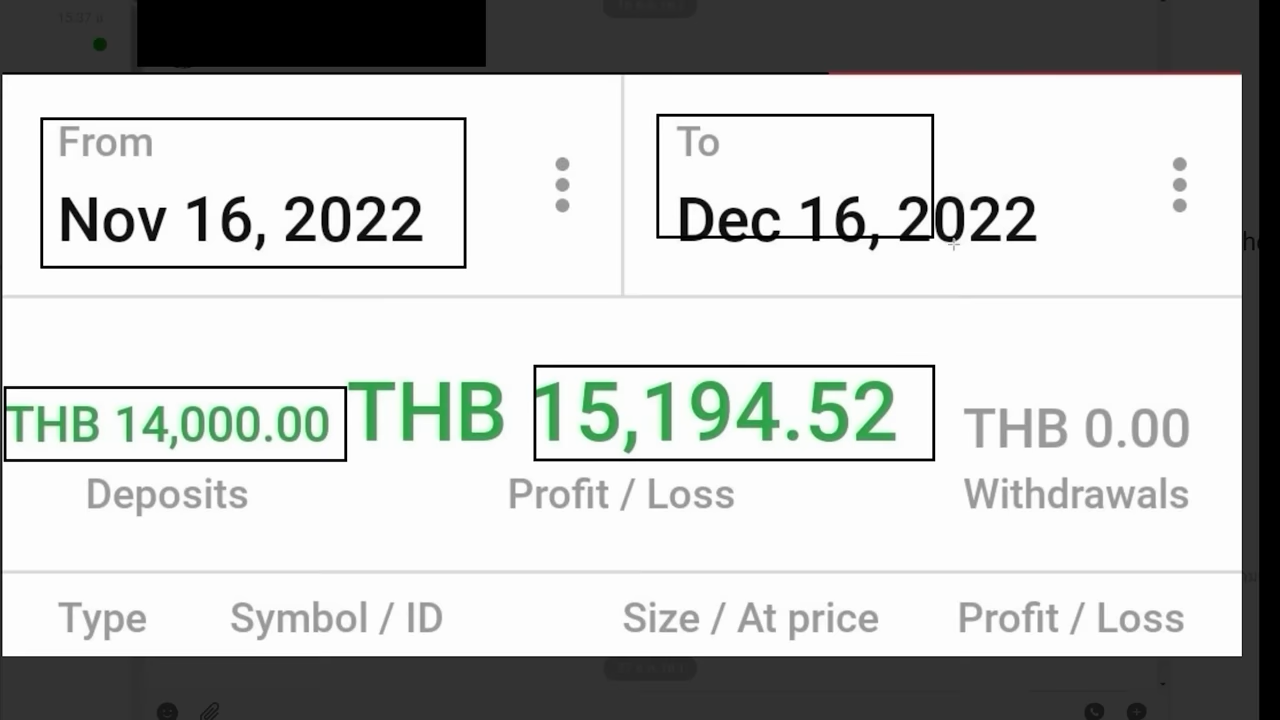 From
Nov 16, 2022
To
Dec 16, 2022
THB 14,000.00
Deposits
THB 15,194.52
Profit / Loss
THB 0.00
Withdrawals
Type Symbol / ID Size / At price Profit / Loss